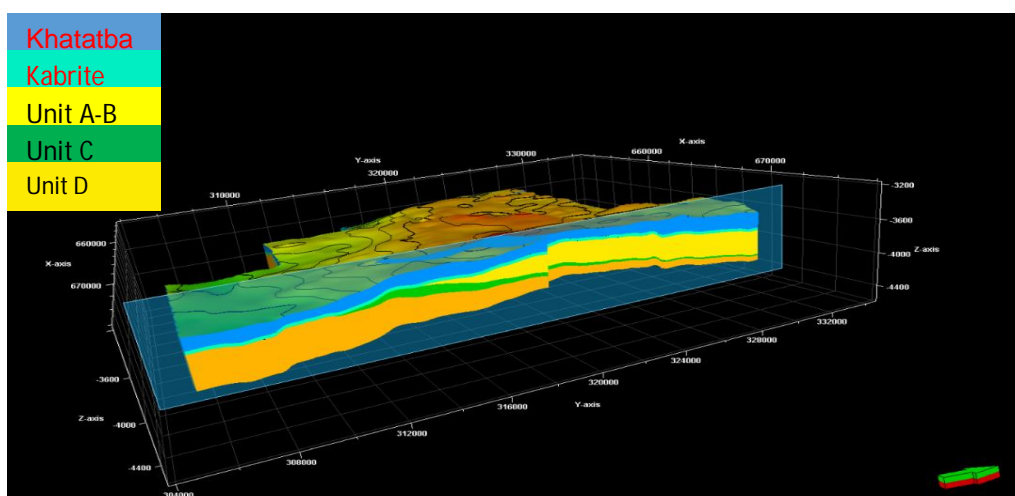 Khatatba
Kabrite
Unit A-B
Unit C
Unit D
X-axis
Y-axis
330000
660000
670000
320000
310000
-3200
-3600
Z-axis
-4000
-4400
660000
X-axis
670000
-3600
Z-axis
-4000
-4400
304000
308000
312000
316000
Y-axis
320000
324000
328000
332000